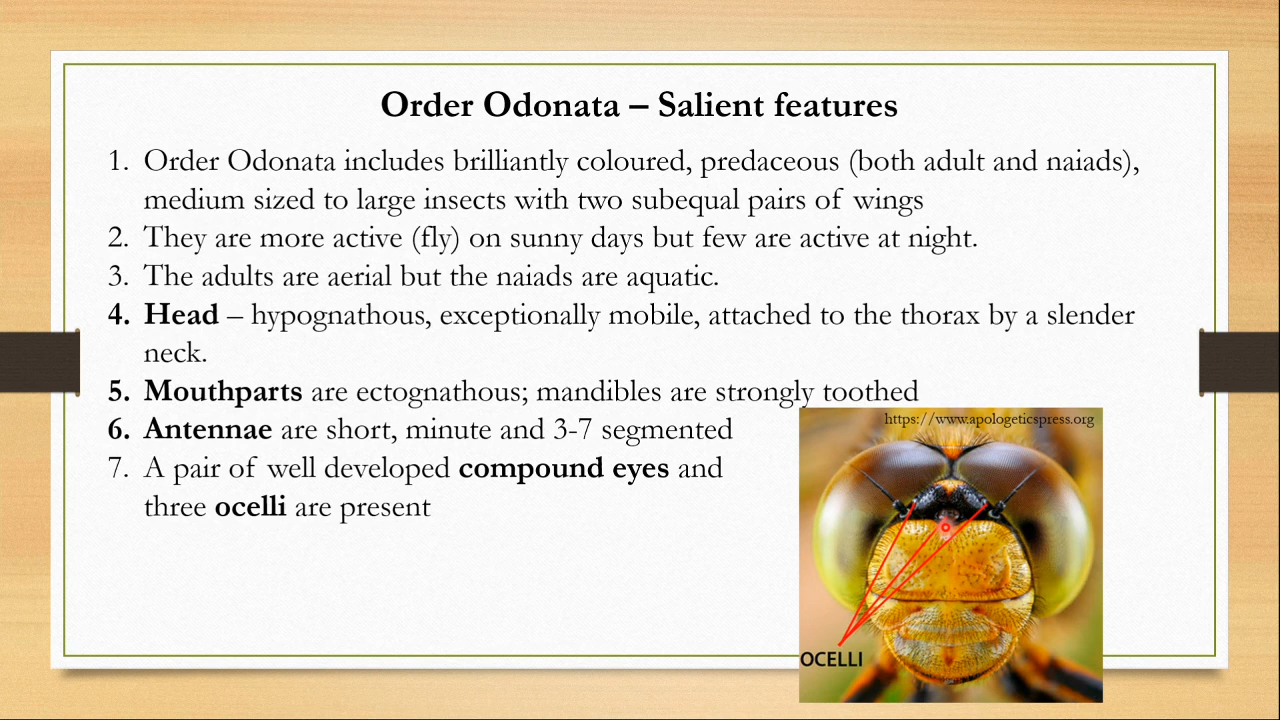 Order Odonata – Salient features
1. Order Odonata includes brilliantly coloured, predaceous (both adult and naiads),
medium sized to large insects with two subequal pairs of wings
2. They are more active (fly) on sunny days but few are active at night.
3. The adults are aerial but the naiads are aquatic.
4. Head – hypognathous, exceptionally mobile, attached to the thorax by a slender
neck.
5. Mouthparts are ectognathous; mandibles are strongly toothed
6. Antennae are short, minute and 3-7 segmented
7. A pair of well developed compound eyes and
three ocelli are present
https://www.apologeticspress.org
OCELLI